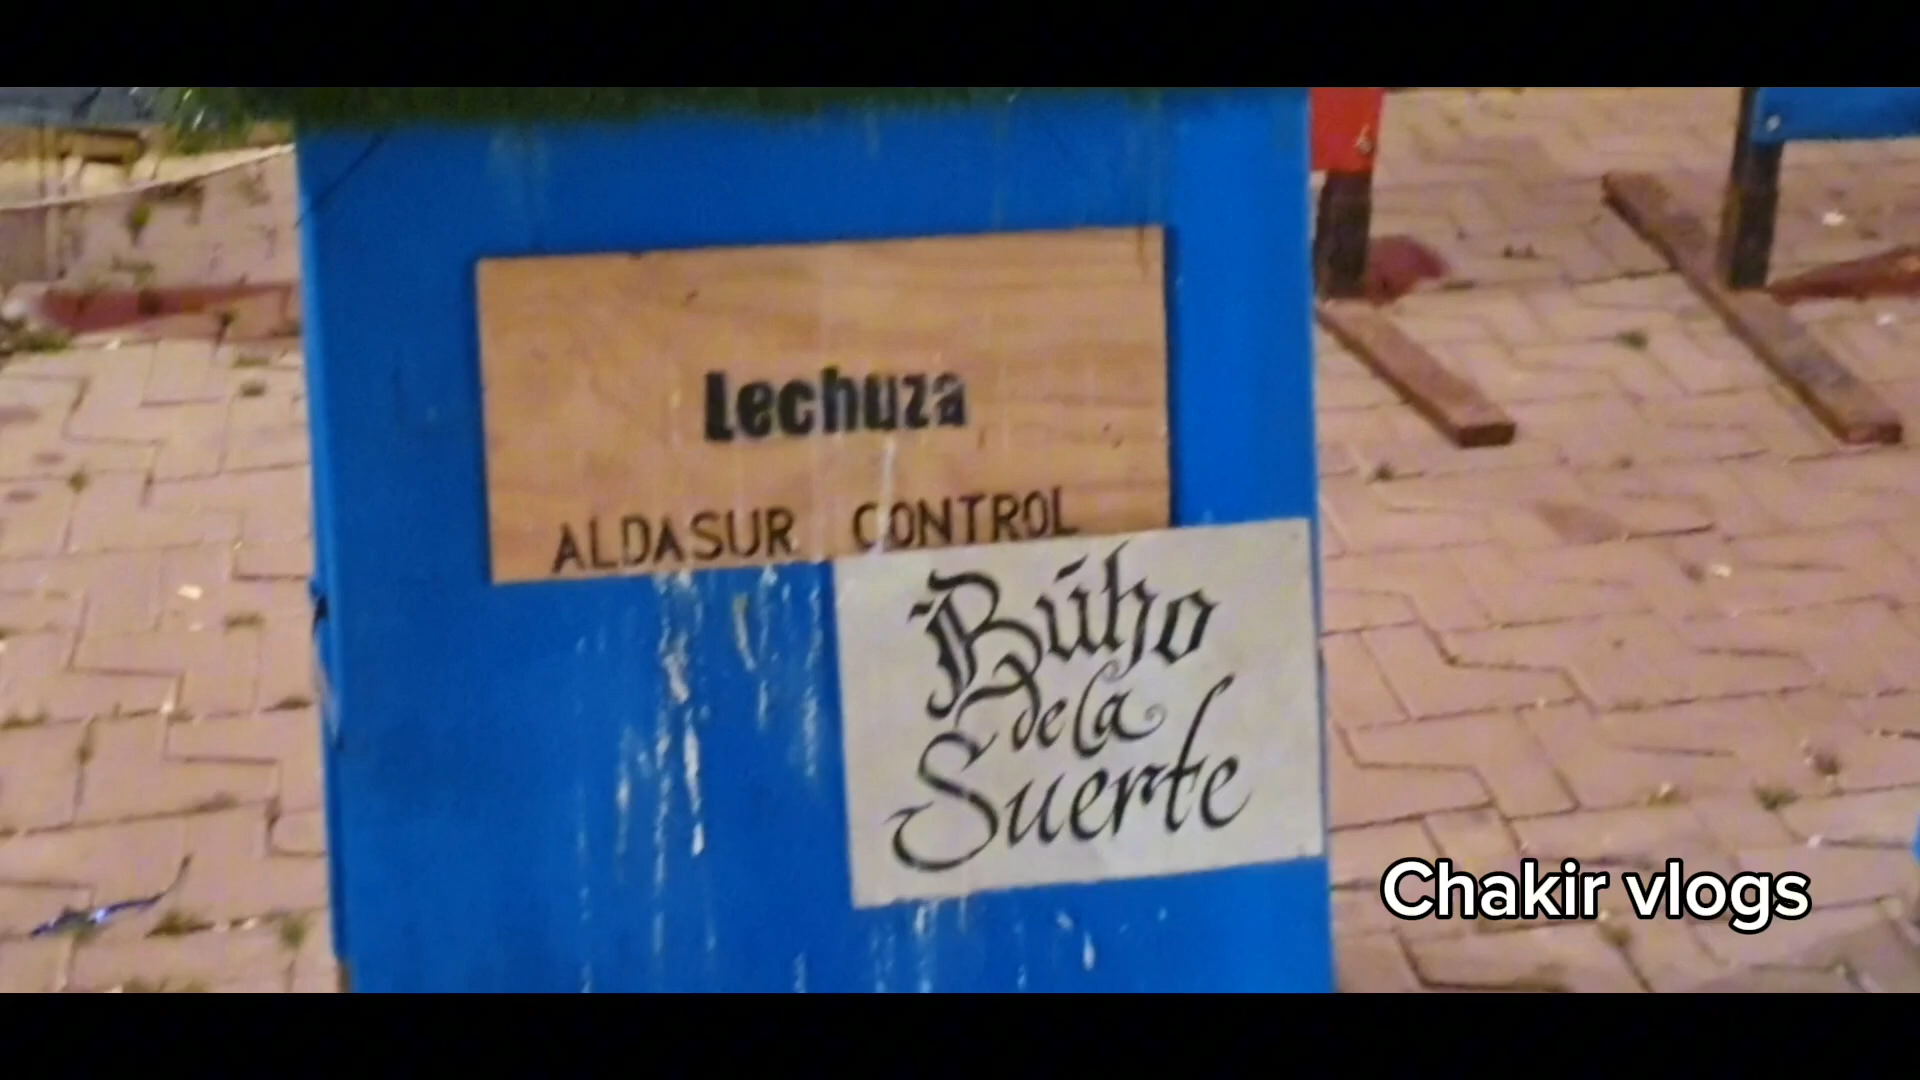 Lechuza
ALDASUR CONTROL
Búho
de la
Suerte
Chakir vlogs